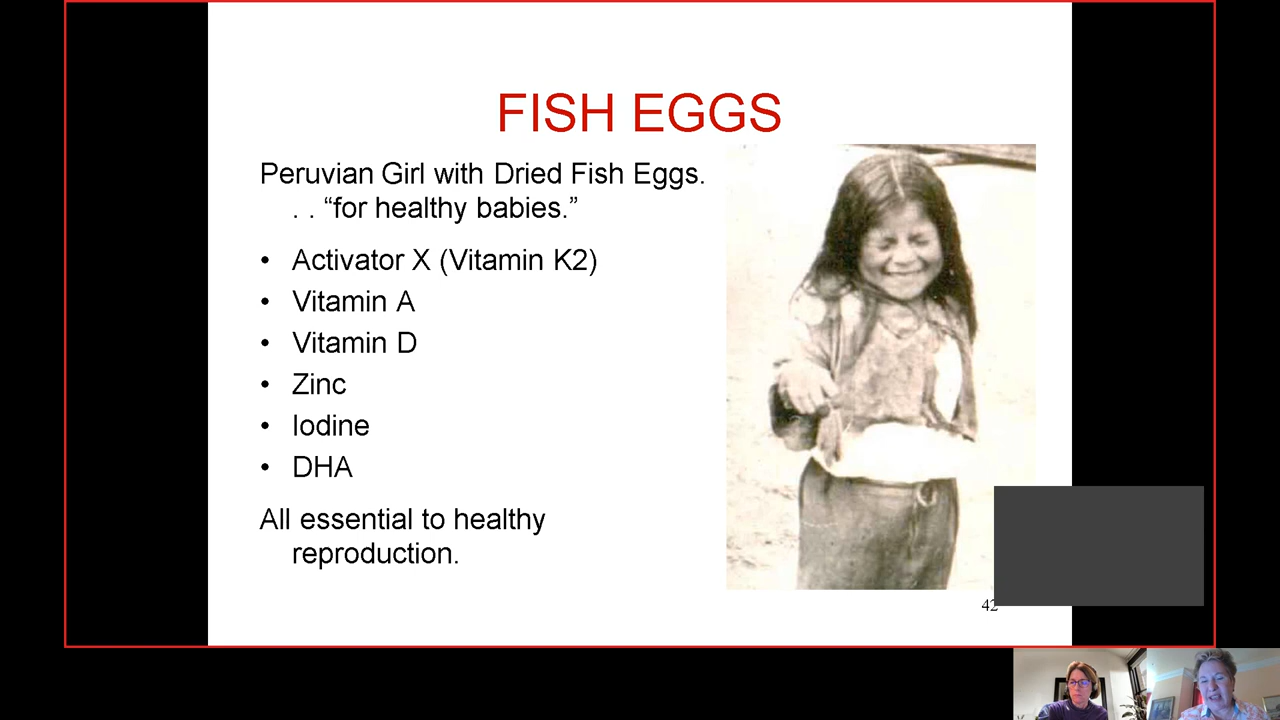 FISH EGGS
Peruvian Girl with Dried Fish Eggs.
. . “for healthy babies.”
• Activator X (Vitamin K2)
• Vitamin A
• Vitamin D
• Zinc
• Iodine
• DHA
All essential to healthy
reproduction.
42